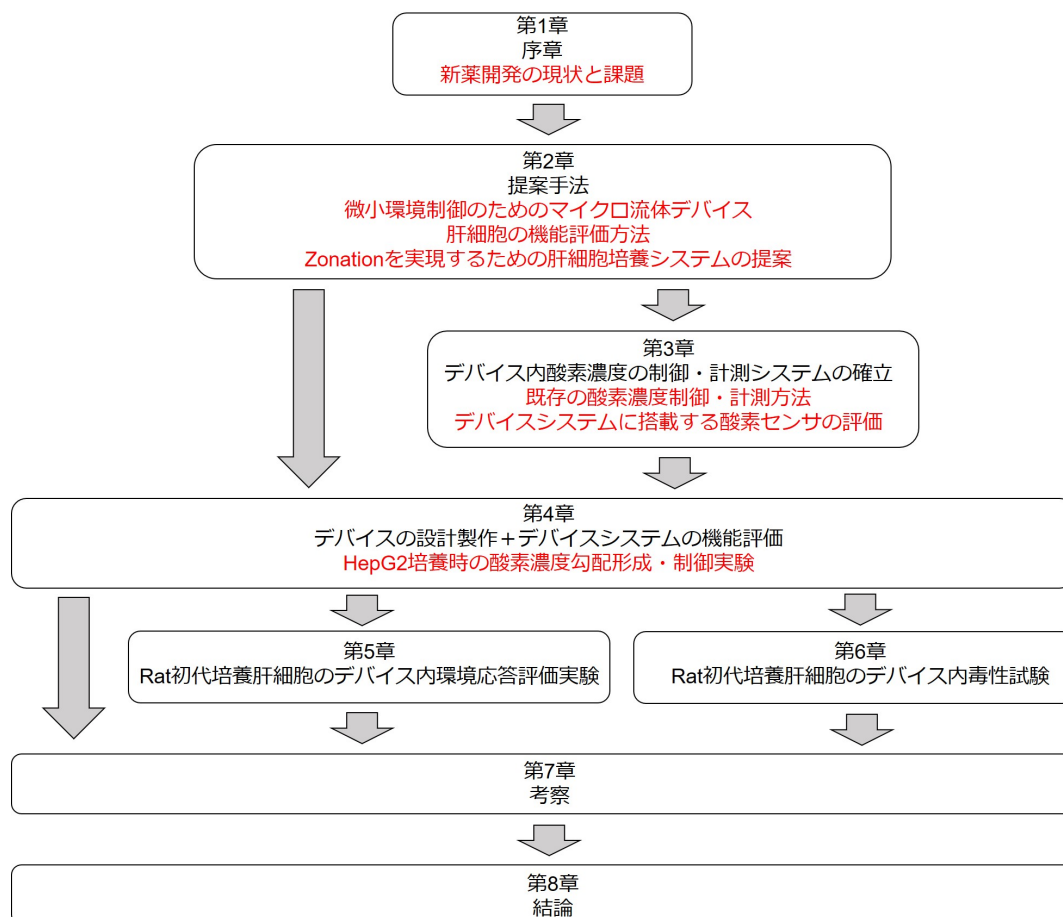 第1章
序章
新薬開発の現状と課題
第2章
提案手法
微小環境制御のためのマイクロ流体デバイス
肝細胞の機能評価方法
Zonationを実現するための肝細胞培養システムの提案
第3章
デバイス内酸素濃度の制御・計測システムの確立
既存の酸素濃度制御・計測方法
デバイスシステムに搭載する酸素センサの評価
第4章
デバイスの設計製作＋デバイスシステムの機能評価
HepG2培養時の酸素濃度勾配形成・制御実験
第5章
Rat初代培養肝細胞のデバイス内環境応答評価実験
第6章
Rat初代培養肝細胞のデバイス内毒性試験
第7章
考察
第8章
結論